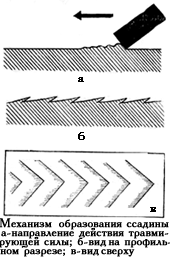 а
б
в
Механизм образования ссадины
а-направление действия травми-
рующей силы; б-вид на профиль-
ном разрезе; в-вид сверху